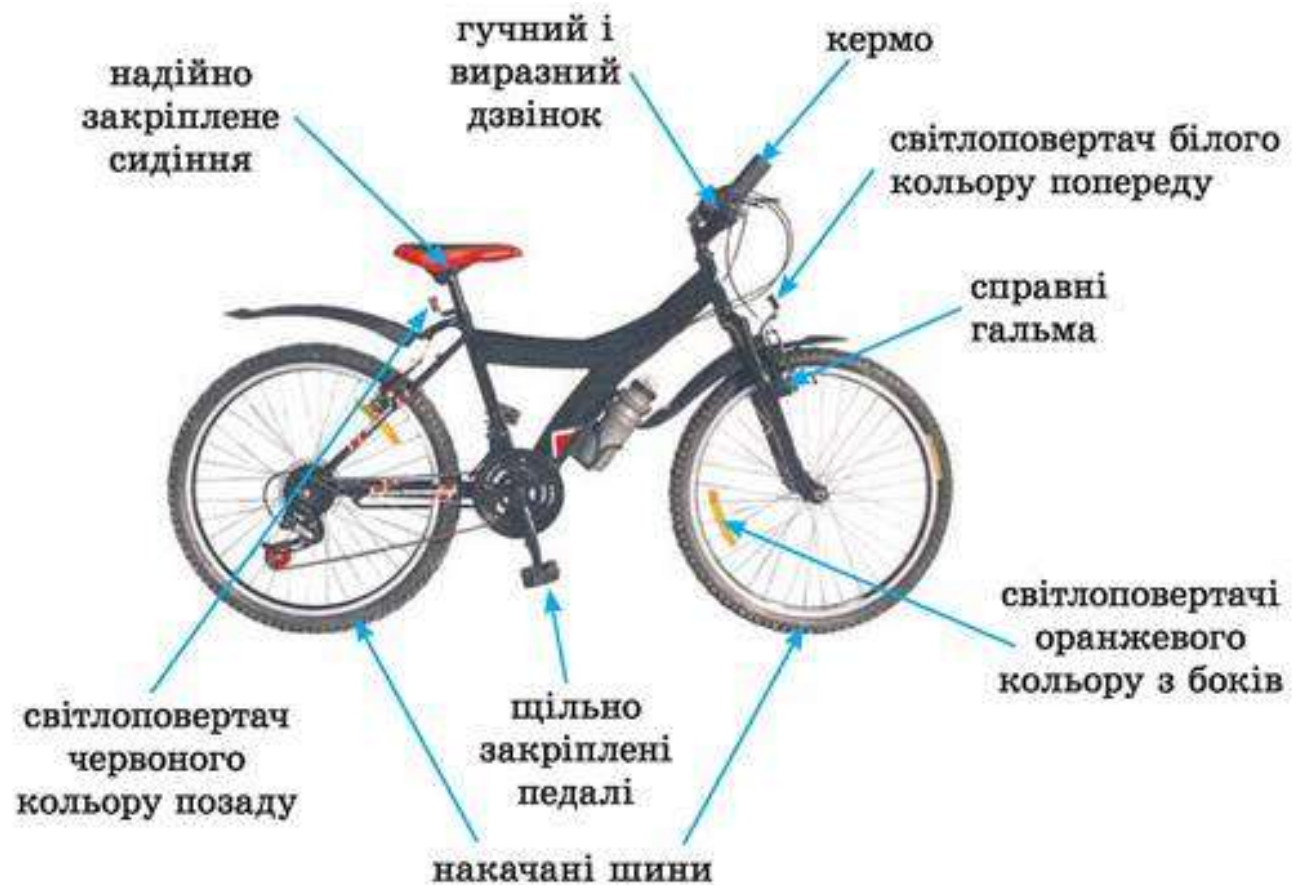 надійно
закріплене
сидіння
гучний і
виразний
дзвінок
кермо
світлоповертач білого
кольору попереду
справні
гальма
світлоповертачі
оранжевого
кольору з боків
світлоповертач
червоного
кольору позаду
щільно
закріплені
педалі
накачані шини